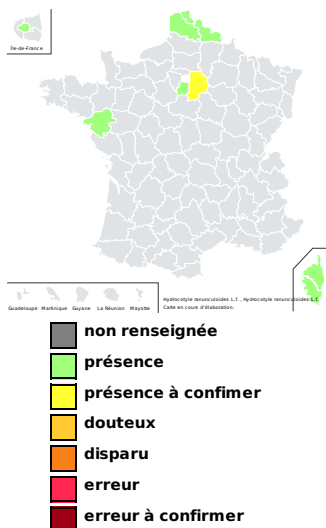 Île-de-France
Guadeloupe Martinique Guyane La Réunion Mayotte
Hydrocotyle ranunculoides L.f. , Hydrocotyle ranunculoides L.f.
Carte en cours d'élaboration.
non renseignée
présence
présence à confimer
douteux
disparu
erreur
erreur à confirmer